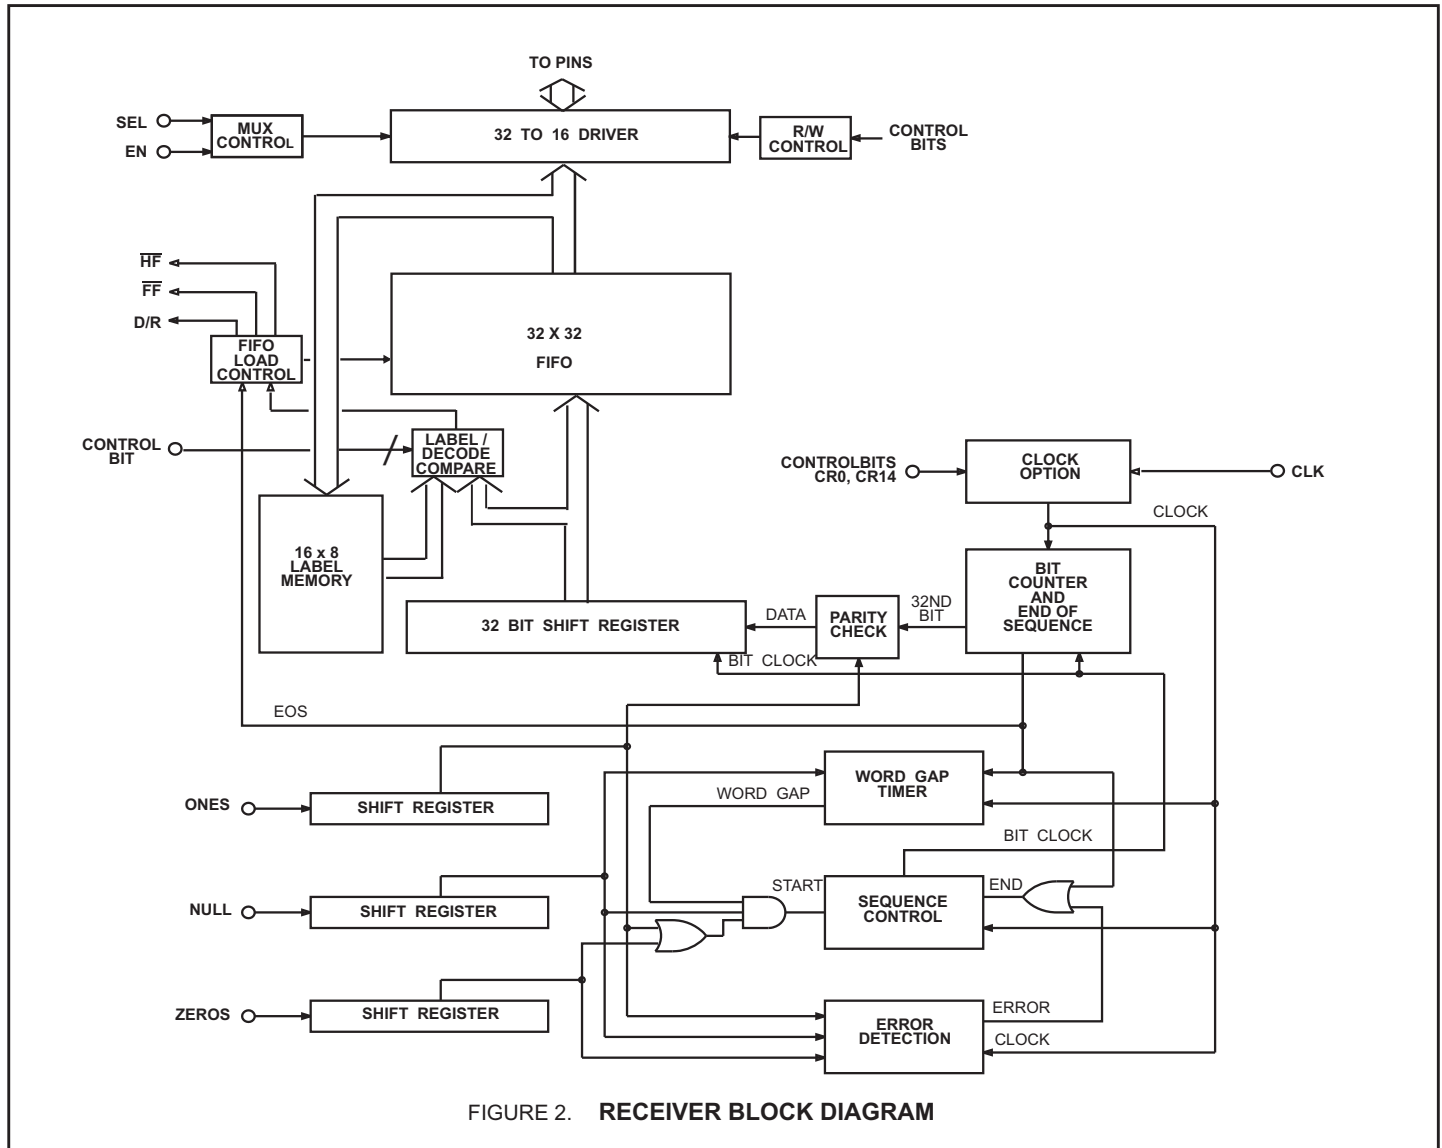 TO PINS
SEL
EN
MUX
CONTROL
32 TO 16 DRIVER
R/W
CONTROL
CONTROL
BITS
HF
FF
D/R
FIFO
LOAD
CONTROL
32 X 32
FIFO
CONTROL
BIT
LABEL /
DECODE
COMPARE
CONTROLBITS
CR0, CR14
CLOCK
OPTION
CLK
CLOCK
16 x 8
LABEL
MEMORY
BIT
COUNTER
AND
END OF
SEQUENCE
32 BIT SHIFT REGISTER
DATA
PARITY
CHECK
32ND
BIT
BIT CLOCK
EOS
WORD GAP
TIMER
WORD GAP
ONES
SHIFT REGISTER
BIT CLOCK
START
SEQUENCE
CONTROL
END
NULL
SHIFT REGISTER
ZEROS
SHIFT REGISTER
ERROR
DETECTION
ERROR
CLOCK
FIGURE 2. RECEIVER BLOCK DIAGRAM